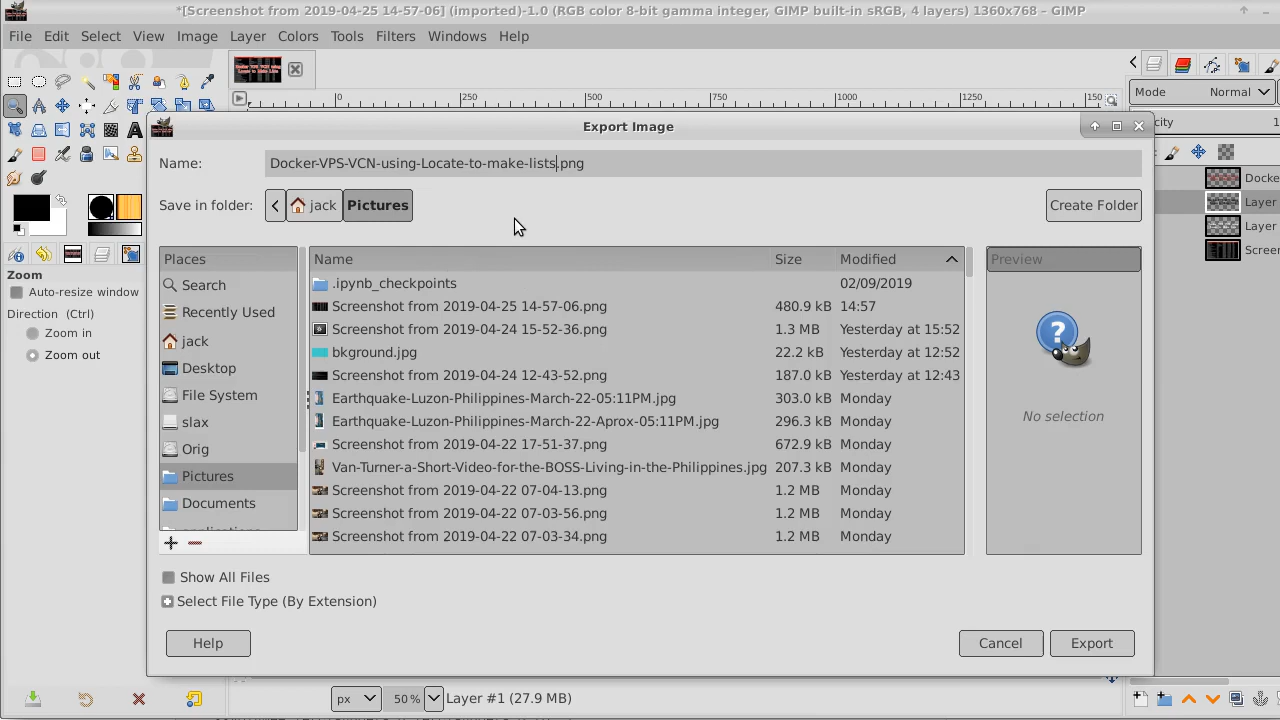 *[Screenshot from 2019-04-25 14-57-06] (imported)-1.0 (RGB color 8-bit gamma integer, GIMP built-in sRGB, 4 layers) 1360x768 – GIMP
File Edit Select View Image Layer Colors Tools Filters Windows Help
0 250 500 750 1000 1250 150
Mode Normal
Export Image
city
Name: Docker-VPS-VCN-using-Locate-to-make-lists.png
Docke
Save in folder: jack Pictures Create Folder
Layer
Layer
Scree
Places Name Size Modified Preview
Zoom
Auto-resize window
Direction (Ctrl)
Zoom in
Zoom out
Search
Recently Used
jack
Desktop
File System
slax
Orig
Pictures
Documents
applications
.ipynb_checkpoints 02/09/2019
Screenshot from 2019-04-25 14-57-06.png 480.9 kB 14:57
Screenshot from 2019-04-24 15-52-36.png 1.3 MB Yesterday at 15:52
bkground.jpg 22.2 kB Yesterday at 12:52
Screenshot from 2019-04-24 12-43-52.png 187.0 kB Yesterday at 12:43
Earthquake-Luzon-Philippines-March-22-05:11PM.jpg 303.0 kB Monday
Earthquake-Luzon-Philippines-March-22-Aprox-05:11PM.jpg 296.3 kB Monday
Screenshot from 2019-04-22 17-51-37.png 672.9 kB Monday
Van-Turner-a-Short-Video-for-the-BOSS-Living-in-the-Philippines.jpg 207.3 kB Monday
Screenshot from 2019-04-22 07-04-13.png 1.2 MB Monday
Screenshot from 2019-04-22 07-03-56.png 1.2 MB Monday
Screenshot from 2019-04-22 07-03-34.png 1.2 MB Monday
No selection
Show All Files
Select File Type (By Extension)
Help Cancel Export
px 50% Layer #1 (27.9 MB)